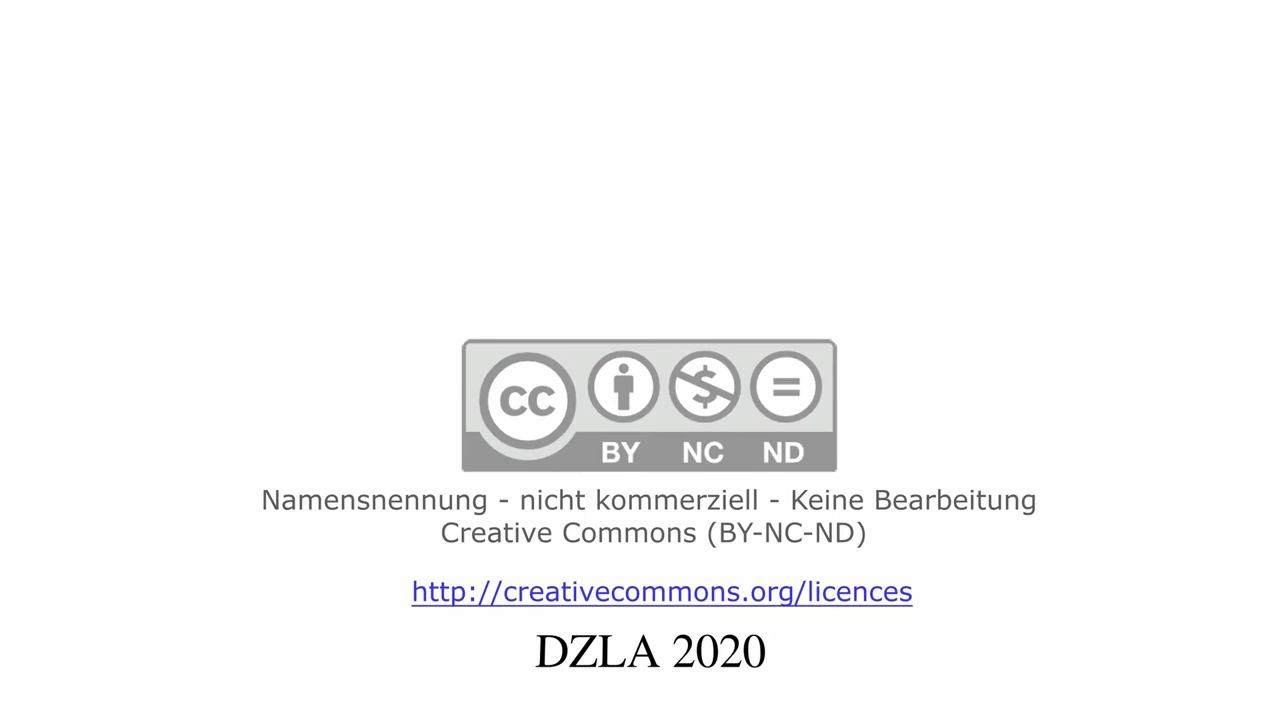 CC
BY NC ND
Namensnennung - nicht kommerziell - Keine Bearbeitung
Creative Commons (BY-NC-ND)
http://creativecommons.org/licences
DZLA 2020